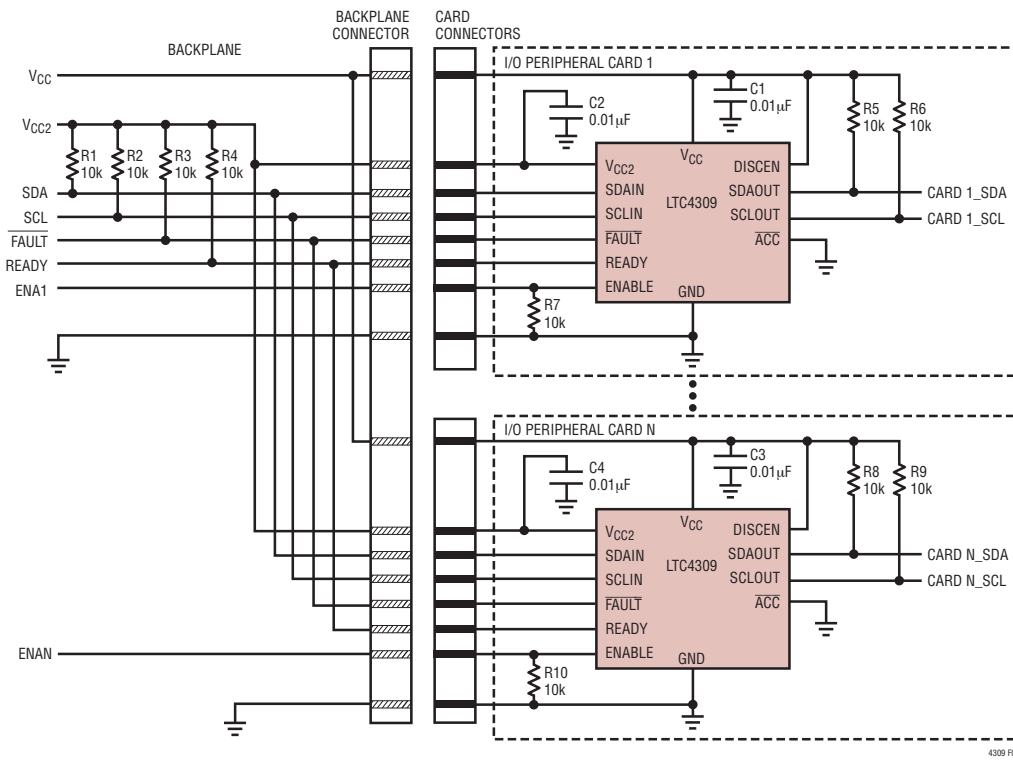 BACKPLANE
CONNECTOR
CARD
CONNECTORS
BACKPLANE
VCC
VCC2
R1
10k
R2
10k
R3
10k
R4
10k
SDA
SCL
FAULT
READY
ENA1
I/O PERIPHERAL CARD 1
C2
0.01µF
C1
0.01µF
R5
10k
R6
10k
VCC
VCC2
DISCEN
SDAIN
SDAOUT
CARD 1_SDA
LTC4309
SCLIN
SCLOUT
CARD 1_SCL
FAULT
ACC
READY
ENABLE
GND
R7
10k
I/O PERIPHERAL CARD N
C4
0.01µF
C3
0.01µF
R8
10k
R9
10k
VCC
VCC2
DISCEN
SDAIN
SDAOUT
CARD N_SDA
LTC4309
SCLIN
SCLOUT
CARD N_SCL
FAULT
ACC
READY
ENAN
ENABLE
GND
R10
10k
4309